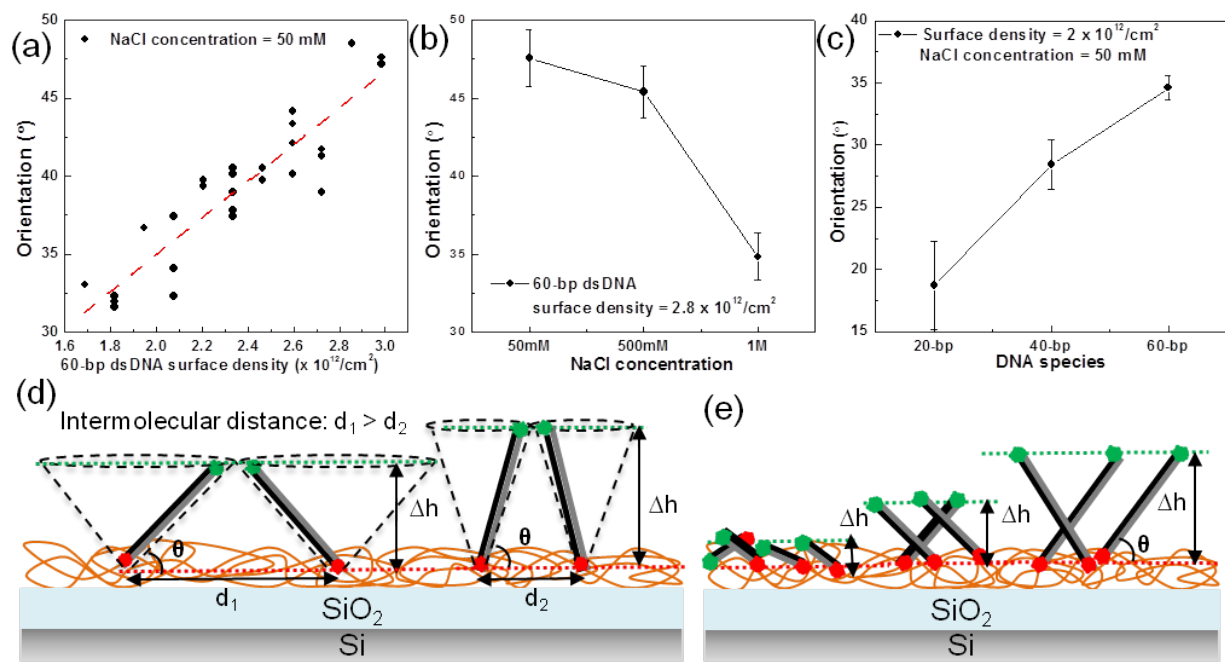 (a)
NaCl concentration = 50 mM
50
45
40
35
30
Orientation (º)
1.6
1.8
2.0
2.2
2.4
2.6
2.8
3.0
60-bp dsDNA surface density (x 10¹²/cm²)
(b)
50
45
40
35
30
Orientation (°)
60-bp dsDNA
surface density = 2.8 x 10¹²/cm²
50mM
500mM
1M
NaCl concentration
(c)
Surface density = 2 x 10¹²/cm²
NaCl concentration = 50 mM
40
35
30
25
20
15
Orientation (°)
20-bp
40-bp
60-bp
DNA species
(d)
Intermolecular distance: d₁ > d₂
Δh
Δh
θ
θ
d₁
d₂
SiO₂
Si
(e)
Δh
Δh
Δh
θ
SiO₂
Si